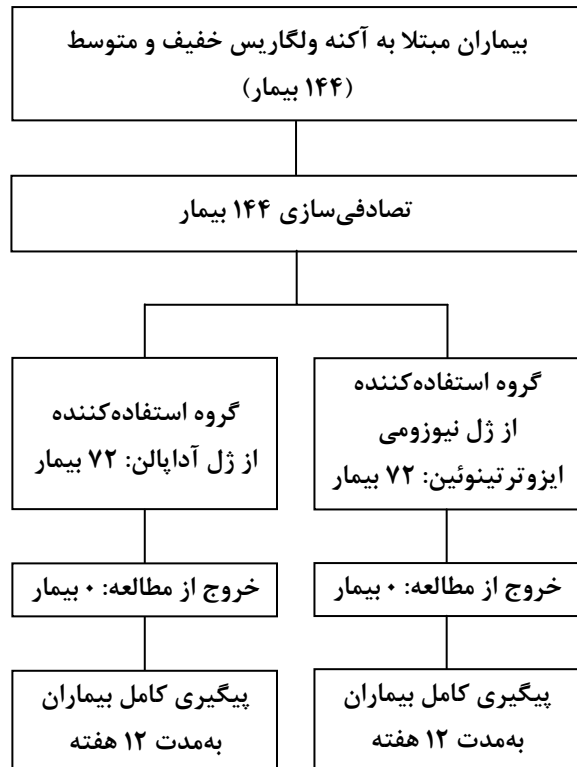 بیماران مبتلا به آکنه ولگاریس خفیف و متوسط
(۱۴۴ بیمار)
تصادفی‌سازی ۱۴۴ بیمار
گروه استفاده‌کننده
از ژل نیوزومی
ایزوترتینوئین: ۷۲ بیمار
گروه استفاده‌کننده
از ژل آداپالن: ۷۲ بیمار
خروج از مطالعه: ۰ بیمار
خروج از مطالعه: ۰ بیمار
پیگیری کامل بیماران
به‌مدت ۱۲ هفته
پیگیری کامل بیماران
به‌مدت ۱۲ هفته